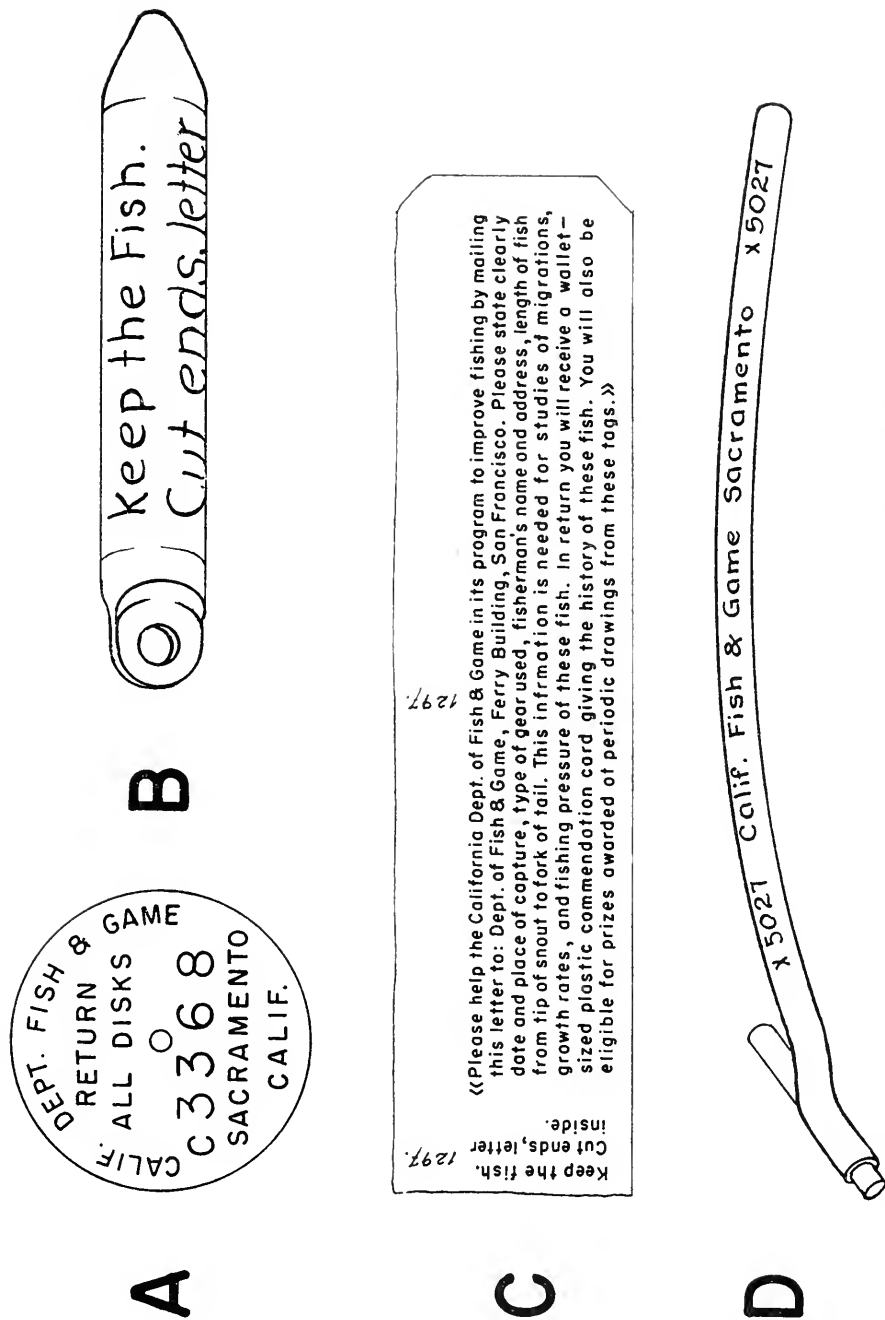 A
CALIF. DEPT. FISH & GAME
RETURN
ALL DISKS
C3368
SACRAMENTO
CALIF.
B
Keep the Fish.
Cut ends, letter
C
1297.
Keep the fish.
Cut ends, letter
inside.
1297.
«Please help the California Dept. of Fish & Game in its program to improve fishing by mailing
this letter to: Dept. of Fish & Game, Ferry Building, San Francisco. Please state clearly
date and place of capture, type of gear used, fisherman's name and address, length of fish
from tip of snout to fork of tail. This infrmation is needed for studies of migrations,
growth rates, and fishing pressure of these fish. In return you will receive a wallet-
sized plastic commendation card giving the history of these fish. You will also be
eligible for prizes awarded at periodic drawings from these tags.»
D
X5027 Calif. Fish & Game Sacramento X5027